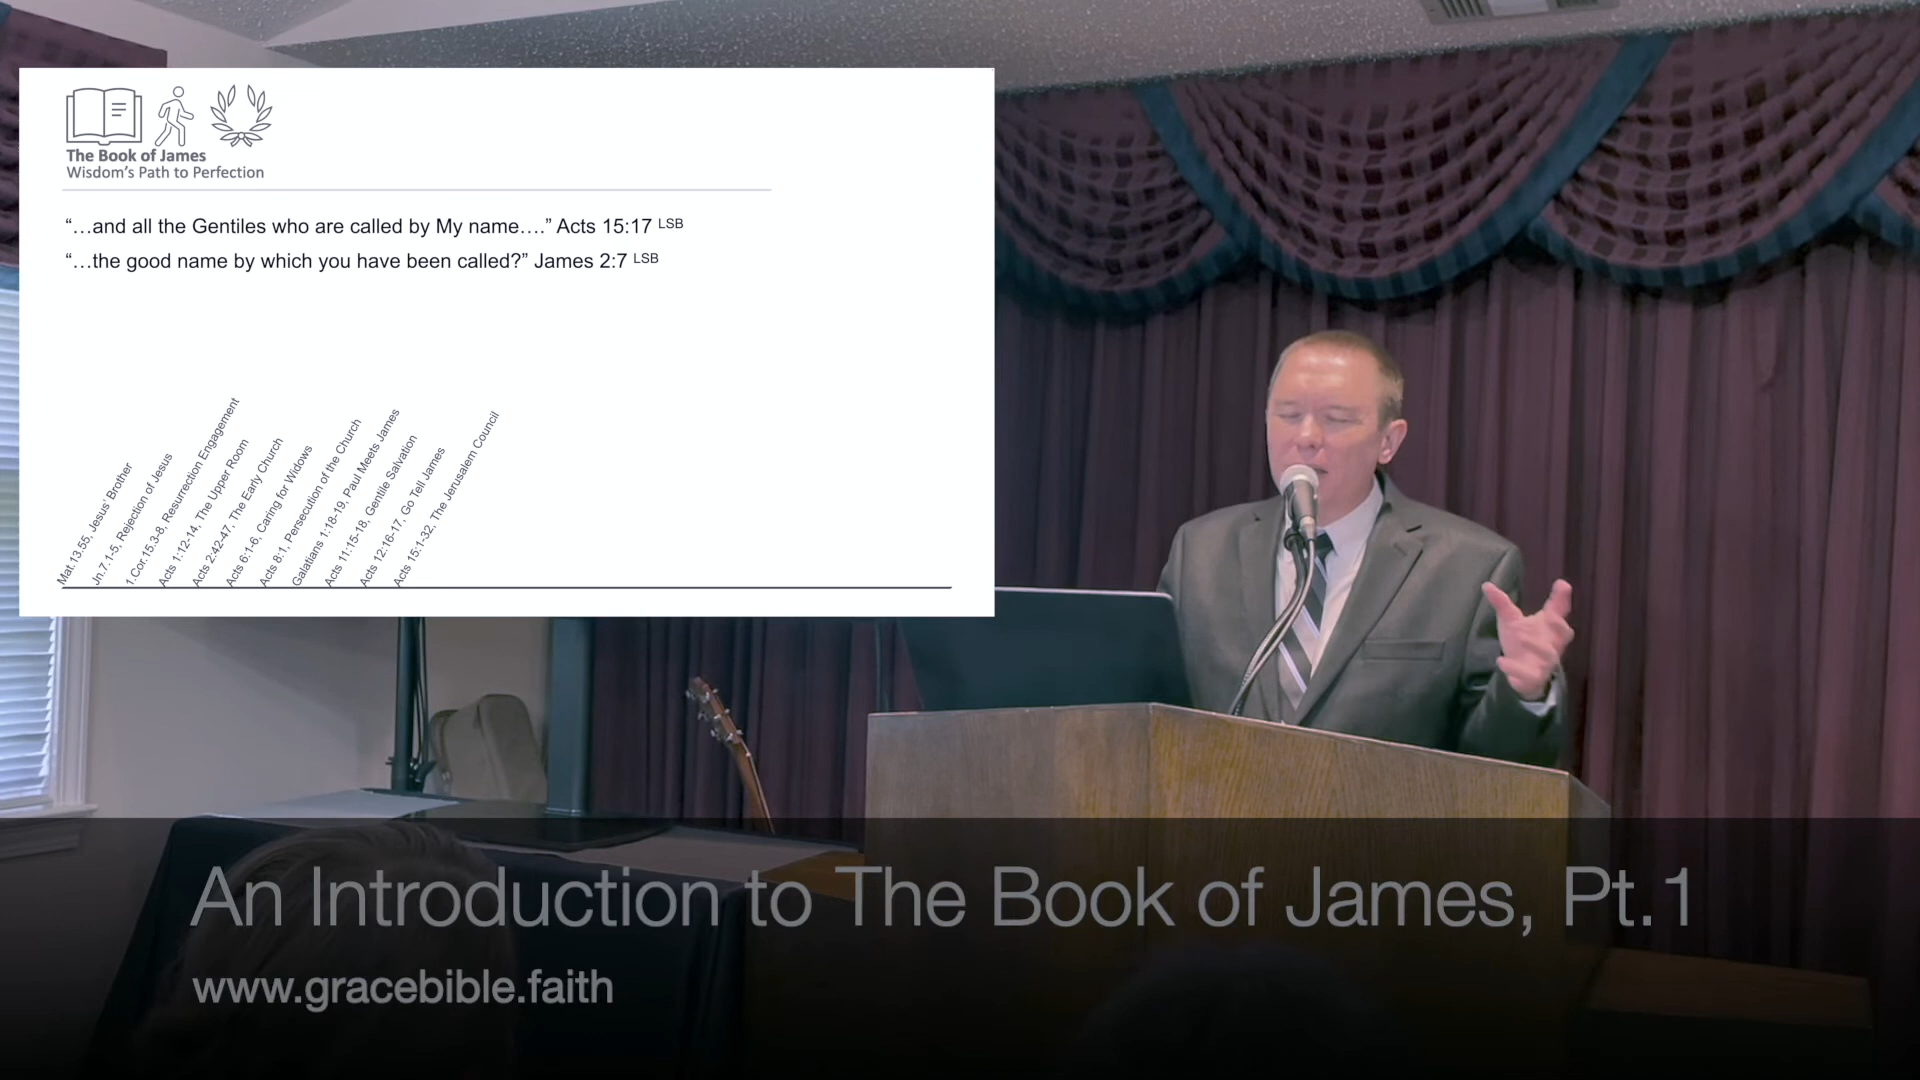 The Book of James
Wisdom's Path to Perfection
“…and all the Gentiles who are called by My name….” Acts 15:17 LSB
“…the good name by which you have been called?” James 2:7 LSB
Mat.13.55, Jesus' Brother
Jn.7.1-5, Rejection of Jesus
1.Cor.15.3-8, Resurrection Engagement
Acts 1:12-14, The Upper Room
Acts 2:42-47, The Early Church
Acts 6:1-6, Caring for Widows
Acts 8:1, Persecution of the Church
Galatians 1:18-19, Paul Meets James
Acts 11:15-18, Gentile Salvation
Acts 12:16-17, Go Tell James
Acts 15:1-32, The Jerusalem Council
An Introduction to The Book of James, Pt.1
www.gracebible.faith